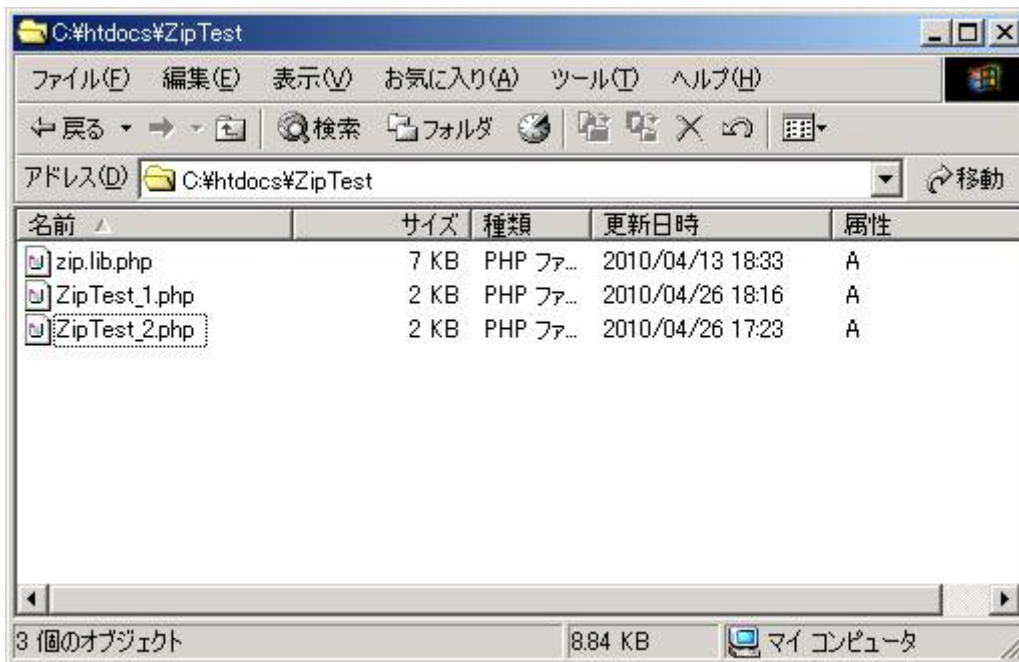 C:¥htdocs¥ZipTest
ファイル(F) 編集(E) 表示(V) お気に入り(A) ツール(T) ヘルプ(H)
戻る 検索 フォルダ
アドレス(D) C:¥htdocs¥ZipTest 移動
名前 サイズ 種類 更新日時 属性
zip.lib.php 7 KB PHP ファ... 2010/04/13 18:33 A
ZipTest_1.php 2 KB PHP ファ... 2010/04/26 18:16 A
ZipTest_2.php 2 KB PHP ファ... 2010/04/26 17:23 A
3 個のオブジェクト 8.84 KB マイ コンピュータ